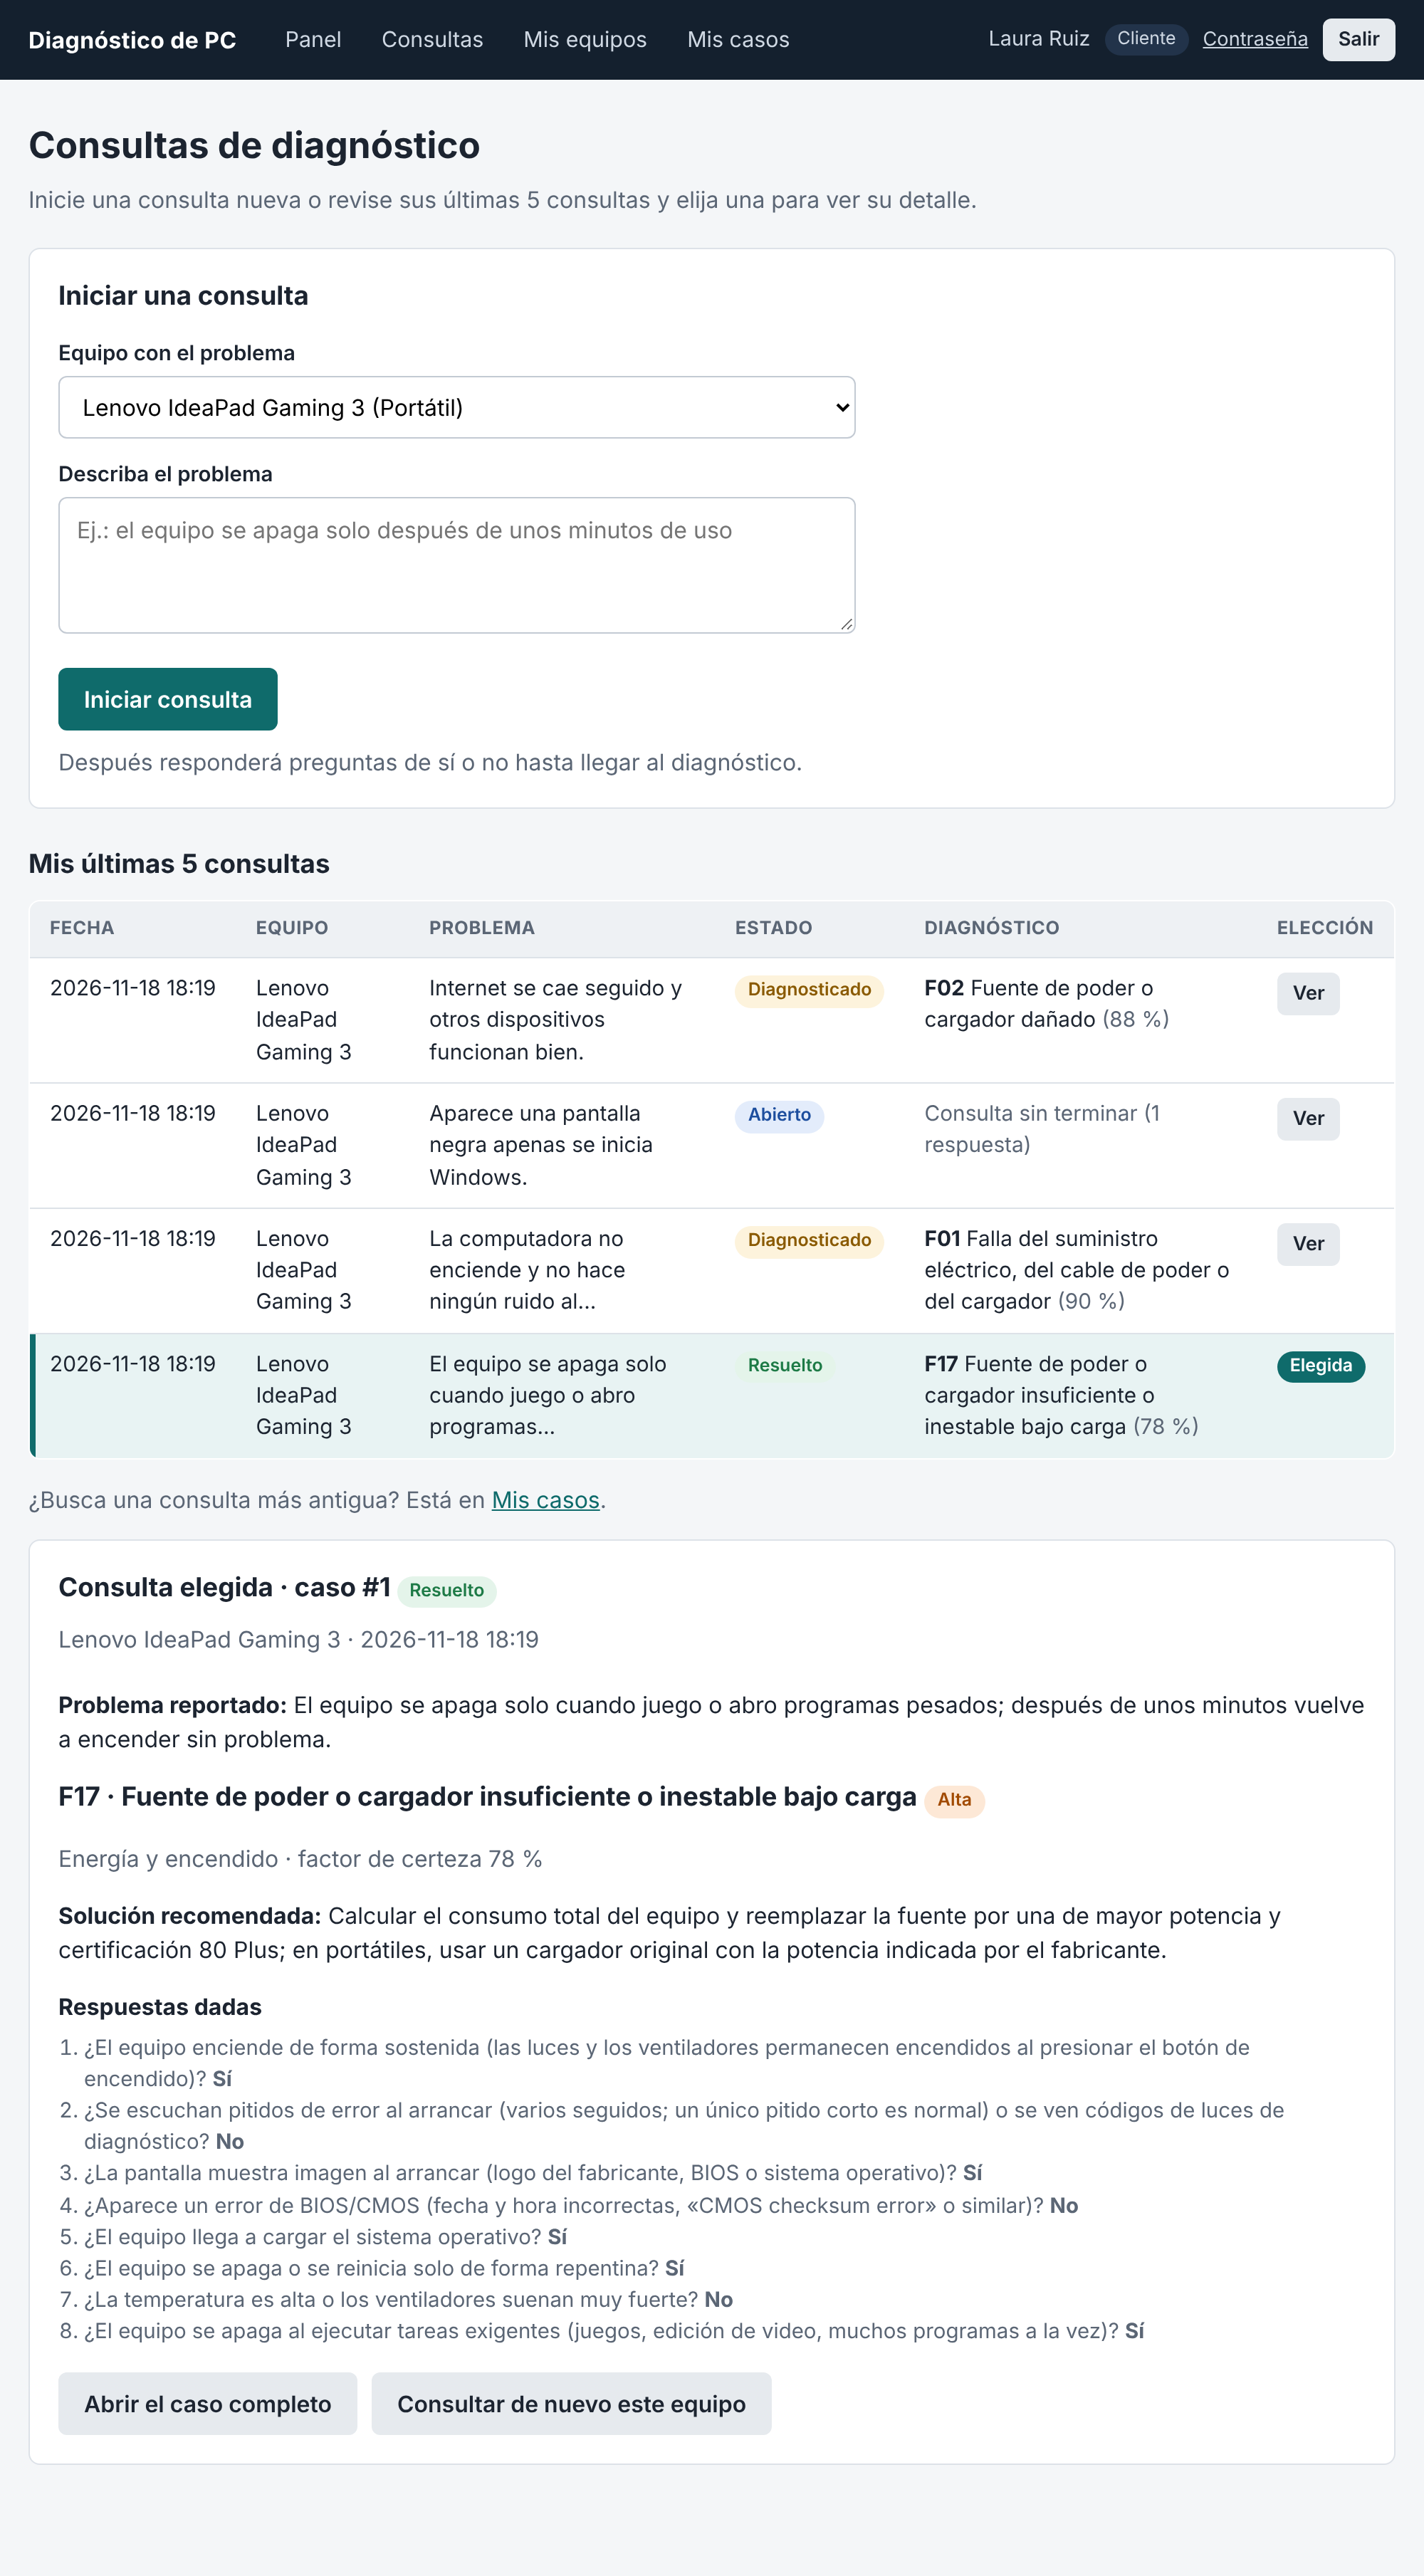 Diagnóstico de PC Panel Consultas Mis equipos Mis casos Laura Ruiz Cliente Contraseña Salir
Consultas de diagnóstico
Inicie una consulta nueva o revise sus últimas 5 consultas y elija una para ver su detalle.
Iniciar una consulta
Equipo con el problema
Lenovo IdeaPad Gaming 3 (Portátil)
Describa el problema
Ej.: el equipo se apaga solo después de unos minutos de uso
Iniciar consulta
Después responderá preguntas de sí o no hasta llegar al diagnóstico.
Mis últimas 5 consultas
FECHA EQUIPO PROBLEMA ESTADO DIAGNÓSTICO ELECCIÓN
2026-11-18 18:19 Lenovo Internet se cae seguido y Diagnosticado F02 Fuente de poder o Ver
IdeaPad otros dispositivos cargador dañado (88 %)
Gaming 3 funcionan bien.
2026-11-18 18:19 Lenovo Aparece una pantalla Abierto Consulta sin terminar (1 Ver
IdeaPad negra apenas se inicia respuesta)
Gaming 3 Windows.
2026-11-18 18:19 Lenovo La computadora no Diagnosticado F01 Falla del suministro Ver
IdeaPad enciende y no hace eléctrico, del cable de poder o
Gaming 3 ningún ruido al... del cargador (90 %)
2026-11-18 18:19 Lenovo El equipo se apaga solo Resuelto F17 Fuente de poder o Elegida
IdeaPad cuando juego o abro cargador insuficiente o
Gaming 3 programas... inestable bajo carga (78 %)
¿Busca una consulta más antigua? Está en Mis casos.
Consulta elegida · caso #1 Resuelto
Lenovo IdeaPad Gaming 3 · 2026-11-18 18:19
Problema reportado: El equipo se apaga solo cuando juego o abro programas pesados; después de unos minutos vuelve
a encender sin problema.
F17 · Fuente de poder o cargador insuficiente o inestable bajo carga Alta
Energía y encendido · factor de certeza 78 %
Solución recomendada: Calcular el consumo total del equipo y reemplazar la fuente por una de mayor potencia y
certificación 80 Plus; en portátiles, usar un cargador original con la potencia indicada por el fabricante.
Respuestas dadas
1. ¿El equipo enciende de forma sostenida (las luces y los ventiladores permanecen encendidos al presionar el botón de
encendido)? Sí
2. ¿Se escuchan pitidos de error al arrancar (varios seguidos; un único pitido corto es normal) o se ven códigos de luces de
diagnóstico? No
3. ¿La pantalla muestra imagen al arrancar (logo del fabricante, BIOS o sistema operativo)? Sí
4. ¿Aparece un error de BIOS/CMOS (fecha y hora incorrectas, «CMOS checksum error» o similar)? No
5. ¿El equipo llega a cargar el sistema operativo? Sí
6. ¿El equipo se apaga o se reinicia solo de forma repentina? Sí
7. ¿La temperatura es alta o los ventiladores suenan muy fuerte? No
8. ¿El equipo se apaga al ejecutar tareas exigentes (juegos, edición de video, muchos programas a la vez)? Sí
Abrir el caso completo Consultar de nuevo este equipo